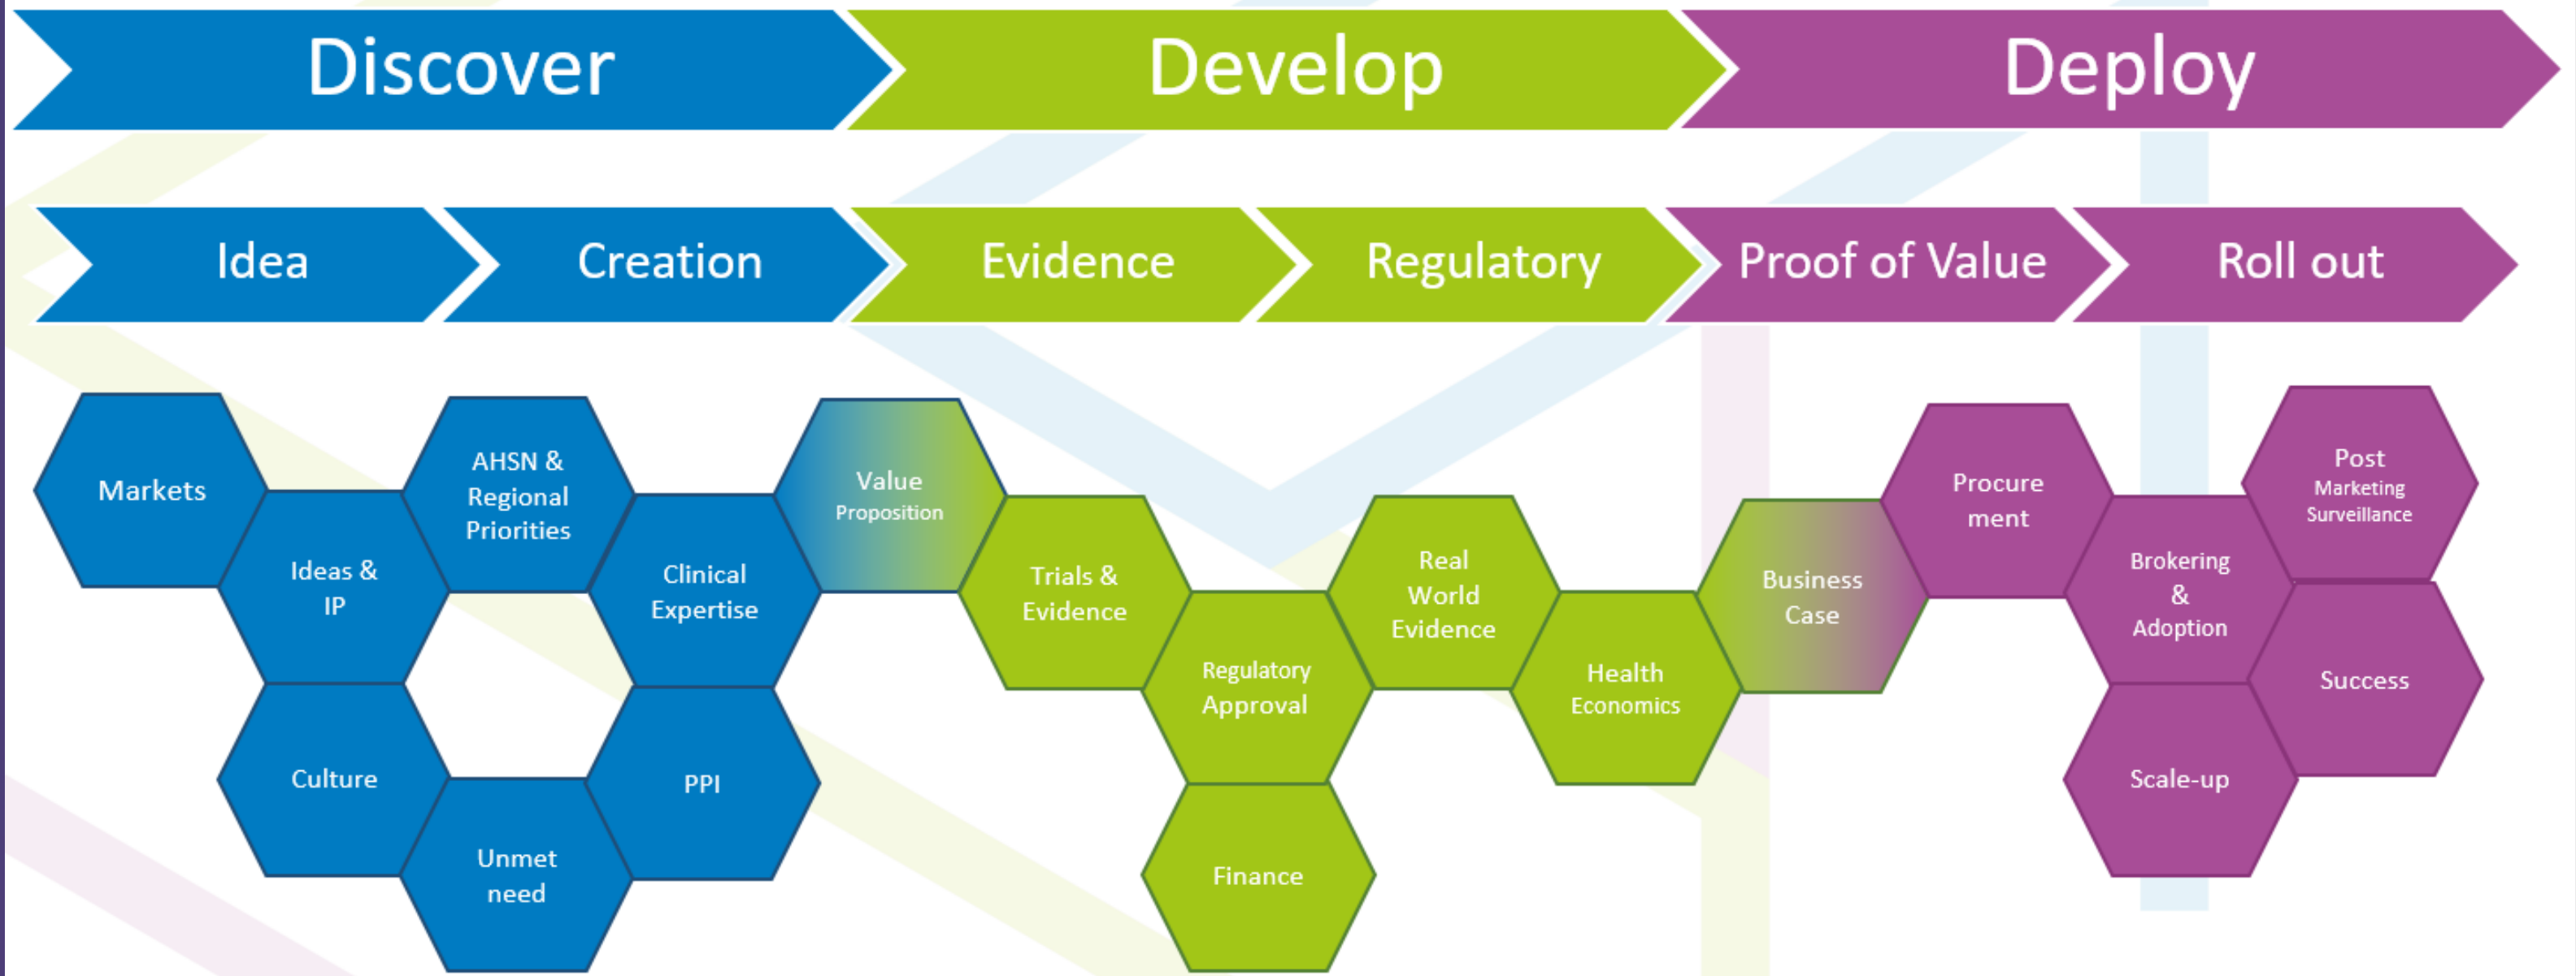 Discover
Develop
Deploy
Idea
Creation
Evidence
Regulatory
Proof of Value
Roll out
Markets
Ideas &
IP
AHSN &
Regional
Priorities
Clinical
Expertise
Culture
Unmet
need
PPI
Value
Proposition
Trials &
Evidence
Regulatory
Approval
Finance
Real
World
Evidence
Health
Economics
Business
Case
Procure
ment
Brokering
&
Adoption
Scale-up
Post
Marketing
Surveillance
Success